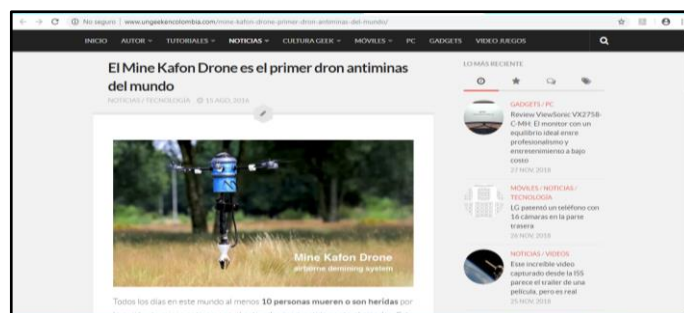 No seguro | www.ungeekencolombia.com/mine-kafon-drone-primer-dron-antiminas-del-mundo/
INICIO AUTOR TUTORIALES NOTICIAS CULTURA GEEK MÓVILES PC GADGETS VIDEO JUEGOS
El Mine Kafon Drone es el primer dron antiminas
del mundo
NOTICIAS / TECNOLOGÍA 15 AGO, 2016
Mine Kafon Drone
airborne demining system
Todos los días en este mundo al menos 10 personas mueren o son heridas por
LO MÁS RECIENTE
GADGETS / PC
Review ViewSonic VX2758-
C-MH: El monitor con un
equilibrio ideal entre
profesionalismo y
entretenimiento a bajo
costo
27 NOV, 2018
MÓVILES / NOTICIAS /
TECNOLOGÍA
LG patentó un teléfono con
16 cámaras en la parte
trasera
26 NOV, 2018
NOTICIAS / VIDEOS
Este increíble video
capturado desde la ISS
parece el trailer de una
película, pero es real
25 NOV, 2018